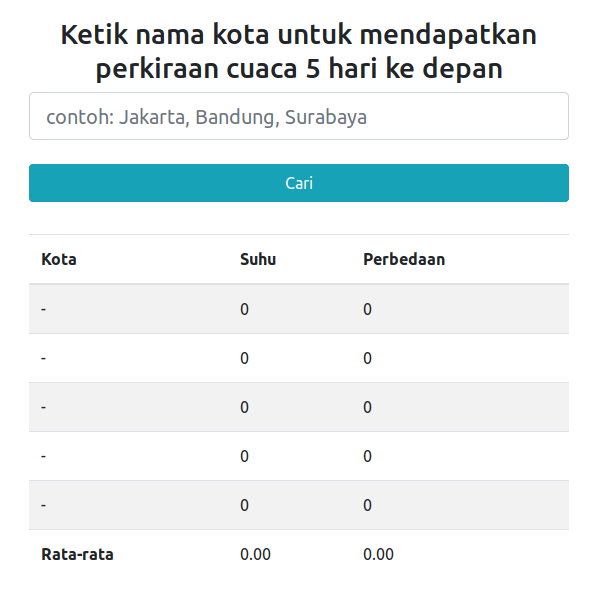 Ketik nama kota untuk mendapatkan
perkiraan cuaca 5 hari ke depan
contoh: Jakarta, Bandung, Surabaya
Cari
Kota Suhu Perbedaan
- 0 0
- 0 0
- 0 0
- 0 0
- 0 0
Rata-rata 0.00 0.00